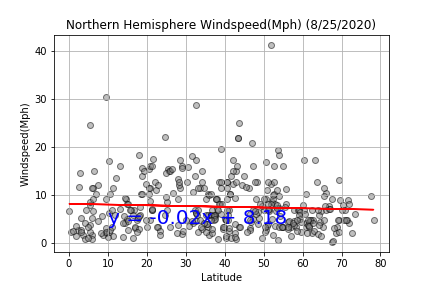 Northern Hemisphere Windspeed(Mph) (8/25/2020)
Windspeed(Mph)
40
30
20
10
0
y = -0.02x + 8.18
0 10 20 30 40 50 60 70 80
Latitude